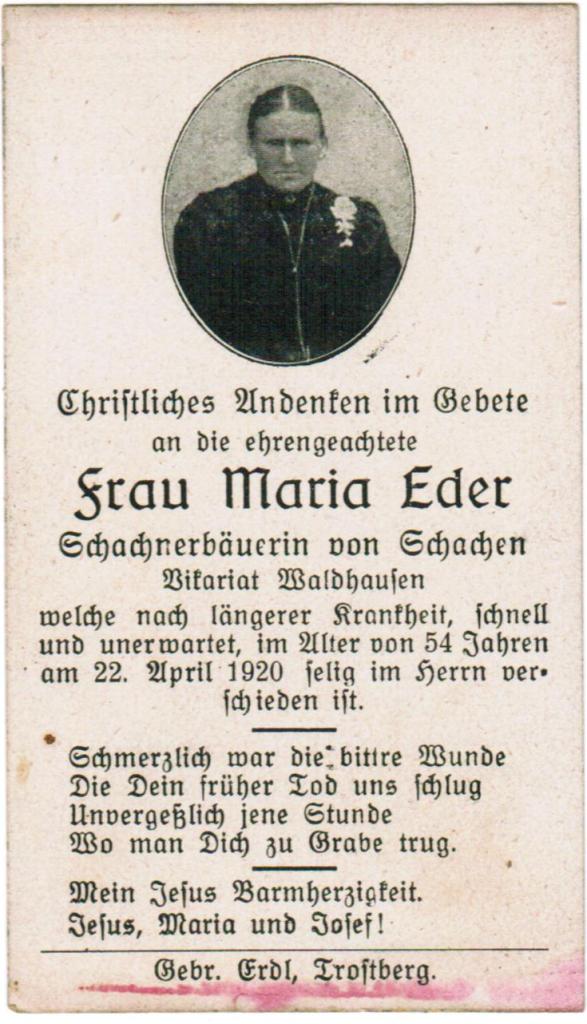 Christliches Andenken im Gebete
an die ehrengeachtete
Frau Maria Eder
Schachnerbäuerin von Schachen
Vikariat Waldhausen
welche nach längerer Krankheit, schnell
und unerwartet, im Alter von 54 Jahren
am 22. April 1920 selig im Herrn ver-
schieden ist.
Schmerzlich war die bittre Wunde
Die Dein früher Tod uns schlug
Unvergeßlich jene Stunde
Wo man Dich zu Grabe trug.
Mein Jesus Barmherzigkeit.
Jesus, Maria und Josef!
Gebr. Erdl, Trostberg.